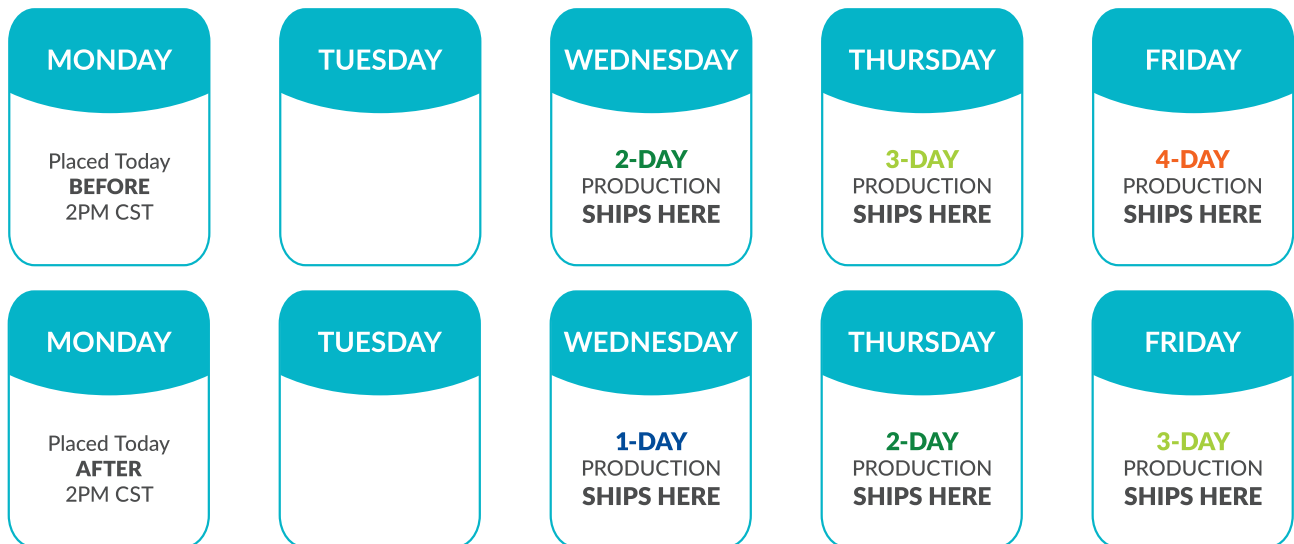 MONDAY
Placed Today
BEFORE
2PM CST
TUESDAY
WEDNESDAY
2-DAY
PRODUCTION
SHIPS HERE
THURSDAY
3-DAY
PRODUCTION
SHIPS HERE
FRIDAY
4-DAY
PRODUCTION
SHIPS HERE
MONDAY
Placed Today
AFTER
2PM CST
TUESDAY
WEDNESDAY
1-DAY
PRODUCTION
SHIPS HERE
THURSDAY
2-DAY
PRODUCTION
SHIPS HERE
FRIDAY
3-DAY
PRODUCTION
SHIPS HERE